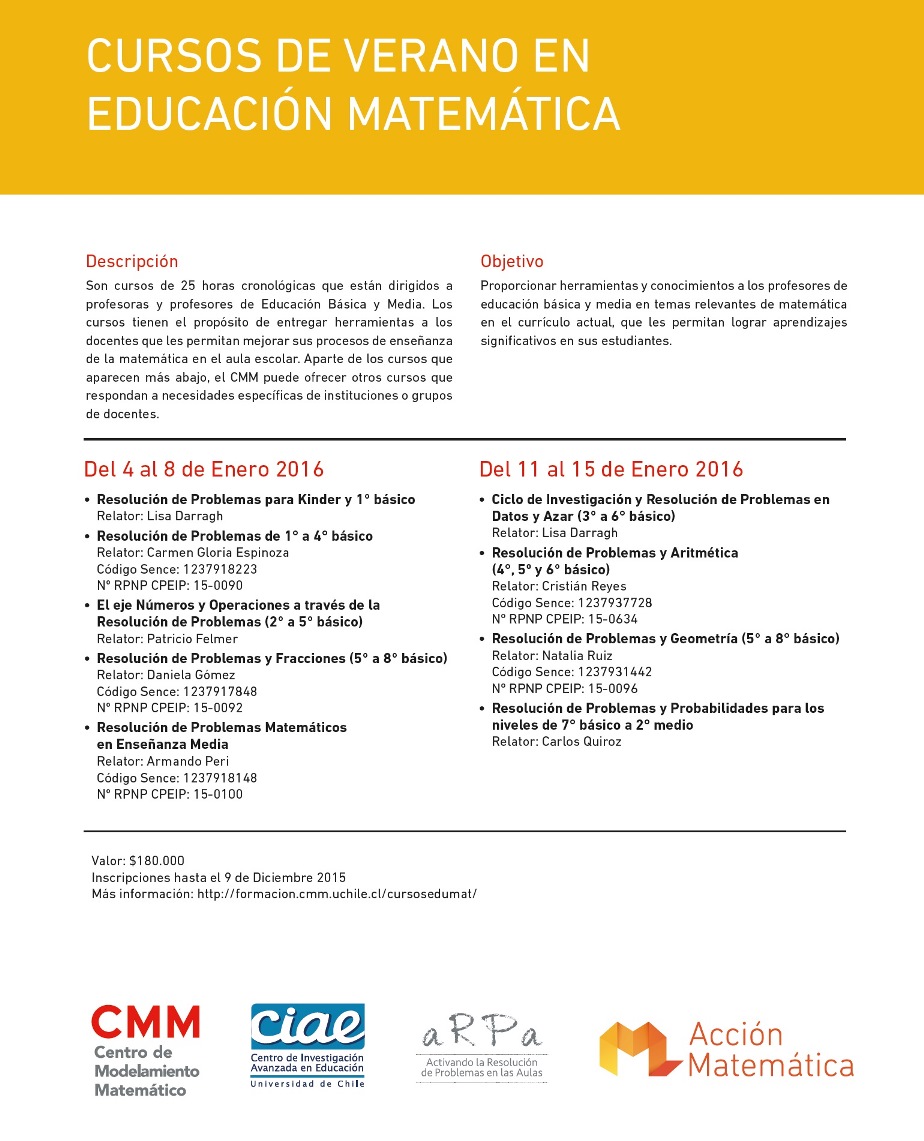 CURSOS DE VERANO EN
EDUCACIÓN MATEMÁTICA
Descripción
Son cursos de 25 horas cronológicas que están dirigidos a
profesoras y profesores de Educación Básica y Media. Los
cursos tienen el propósito de entregar herramientas a los
docentes que les permitan mejorar sus procesos de enseñanza
de la matemática en el aula escolar. Aparte de los cursos que
aparecen más abajo, el CMM puede ofrecer otros cursos que
respondan a necesidades específicas de instituciones o grupos
de docentes.
Objetivo
Proporcionar herramientas y conocimientos a los profesores de
educación básica y media en temas relevantes de matemática
en el currículo actual, que les permitan lograr aprendizajes
significativos en sus estudiantes.
Del 4 al 8 de Enero 2016
• Resolución de Problemas para Kinder y 1° básico
Relator: Lisa Darragh
• Resolución de Problemas de 1° a 4° básico
Relator: Carmen Gloria Espinoza
Código Sence: 1237918223
N° RPNP CPEIP: 15-0090
• El eje Números y Operaciones a través de la
Resolución de Problemas (2° a 5° básico)
Relator: Patricio Felmer
• Resolución de Problemas y Fracciones (5° a 8° básico)
Relator: Daniela Gómez
Código Sence: 1237917848
N° RPNP CPEIP: 15-0092
• Resolución de Problemas Matemáticos
en Enseñanza Media
Relator: Armando Peri
Código Sence: 1237918148
N° RPNP CPEIP: 15-0100
Del 11 al 15 de Enero 2016
• Ciclo de Investigación y Resolución de Problemas en
Datos y Azar (3° a 6° básico)
Relator: Lisa Darragh
• Resolución de Problemas y Aritmética
(4°, 5º y 6° básico)
Relator: Cristián Reyes
Código Sence: 1237937728
N° RPNP CPEIP: 15-0634
• Resolución de Problemas y Geometría (5° a 8° básico)
Relator: Natalia Ruiz
Código Sence: 1237931442
N° RPNP CPEIP: 15-0096
• Resolución de Problemas y Probabilidades para los
niveles de 7° básico a 2° medio
Relator: Carlos Quiroz
Valor: $180.000
Inscripciones hasta el 9 de Diciembre 2015
Más información: http://formacion.cmm.uchile.cl/cursosedumat/
CMM
Centro de
Modelamiento
Matemático
ciae
Centro de Investigación
Avanzada en Educación
Universidad de Chile
aRPa
Activando la Resolución
de Problemas en las Aulas
Acción
Matemática